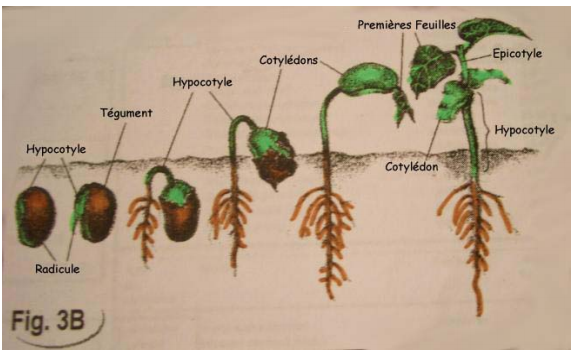 Premières Feuilles
Epicotyle
Cotylédons
Hypocotyle
Tégument
Hypocotyle
Hypocotyle
Cotylédon
Radicule
Fig. 3B